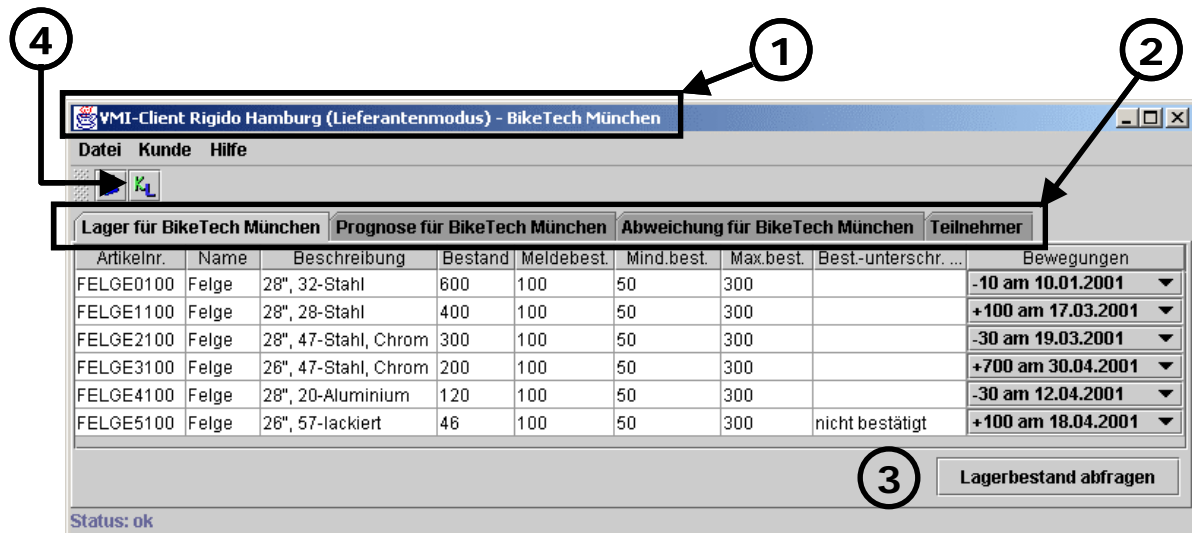 4
1
2
VMI-Client Rigido Hamburg (Lieferantenmodus) - BikeTech München
Datei Kunde Hilfe
KL
Lager für BikeTech München Prognose für BikeTech München Abweichung für BikeTech München Teilnehmer
Artikelnr. Name Beschreibung Bestand Meldebest. Mind.best. Max.best. Best.-unterschr. ... Bewegungen
FELGE0100 Felge 28", 32-Stahl 600 100 50 300 -10 am 10.01.2001
FELGE1100 Felge 28", 28-Stahl 400 100 50 300 +100 am 17.03.2001
FELGE2100 Felge 28", 47-Stahl, Chrom 300 100 50 300 -30 am 19.03.2001
FELGE3100 Felge 26", 47-Stahl, Chrom 200 100 50 300 +700 am 30.04.2001
FELGE4100 Felge 28", 20-Aluminium 120 100 50 300 -30 am 12.04.2001
FELGE5100 Felge 26", 57-lackiert 46 100 50 300 nicht bestätigt +100 am 18.04.2001
3
Lagerbestand abfragen
Status: ok